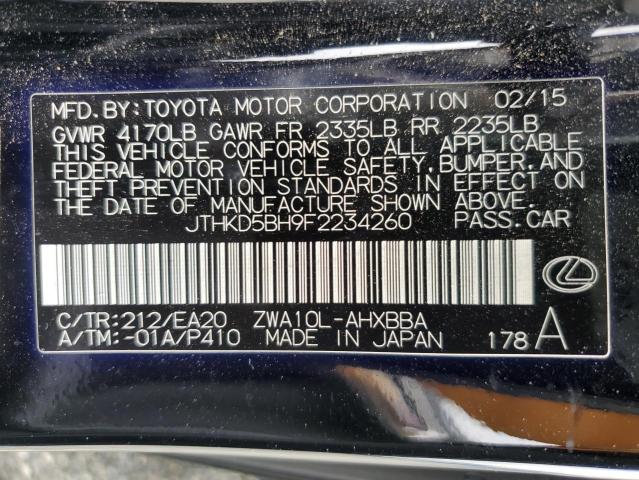 MFD.BY:TOYOTA MOTOR CORPORATION 02/15
GVWR 4170LB GAWR FR 2335LB RR 2235LB
THIS VEHICLE CONFORMS TO ALL APPLICABLE
FEDERAL MOTOR VEHICLE SAFETY,BUMPER,AND
THEFT PREVENTION STANDARDS IN EFFECT ON
THE DATE OF MANUFACTURE SHOWN ABOVE.
JTHKD5BH9F2234260 PASS.CAR
C/TR:212/EA20 ZWA10L-AHXBBA
A/TM:-01A/P410 MADE IN JAPAN 178 A